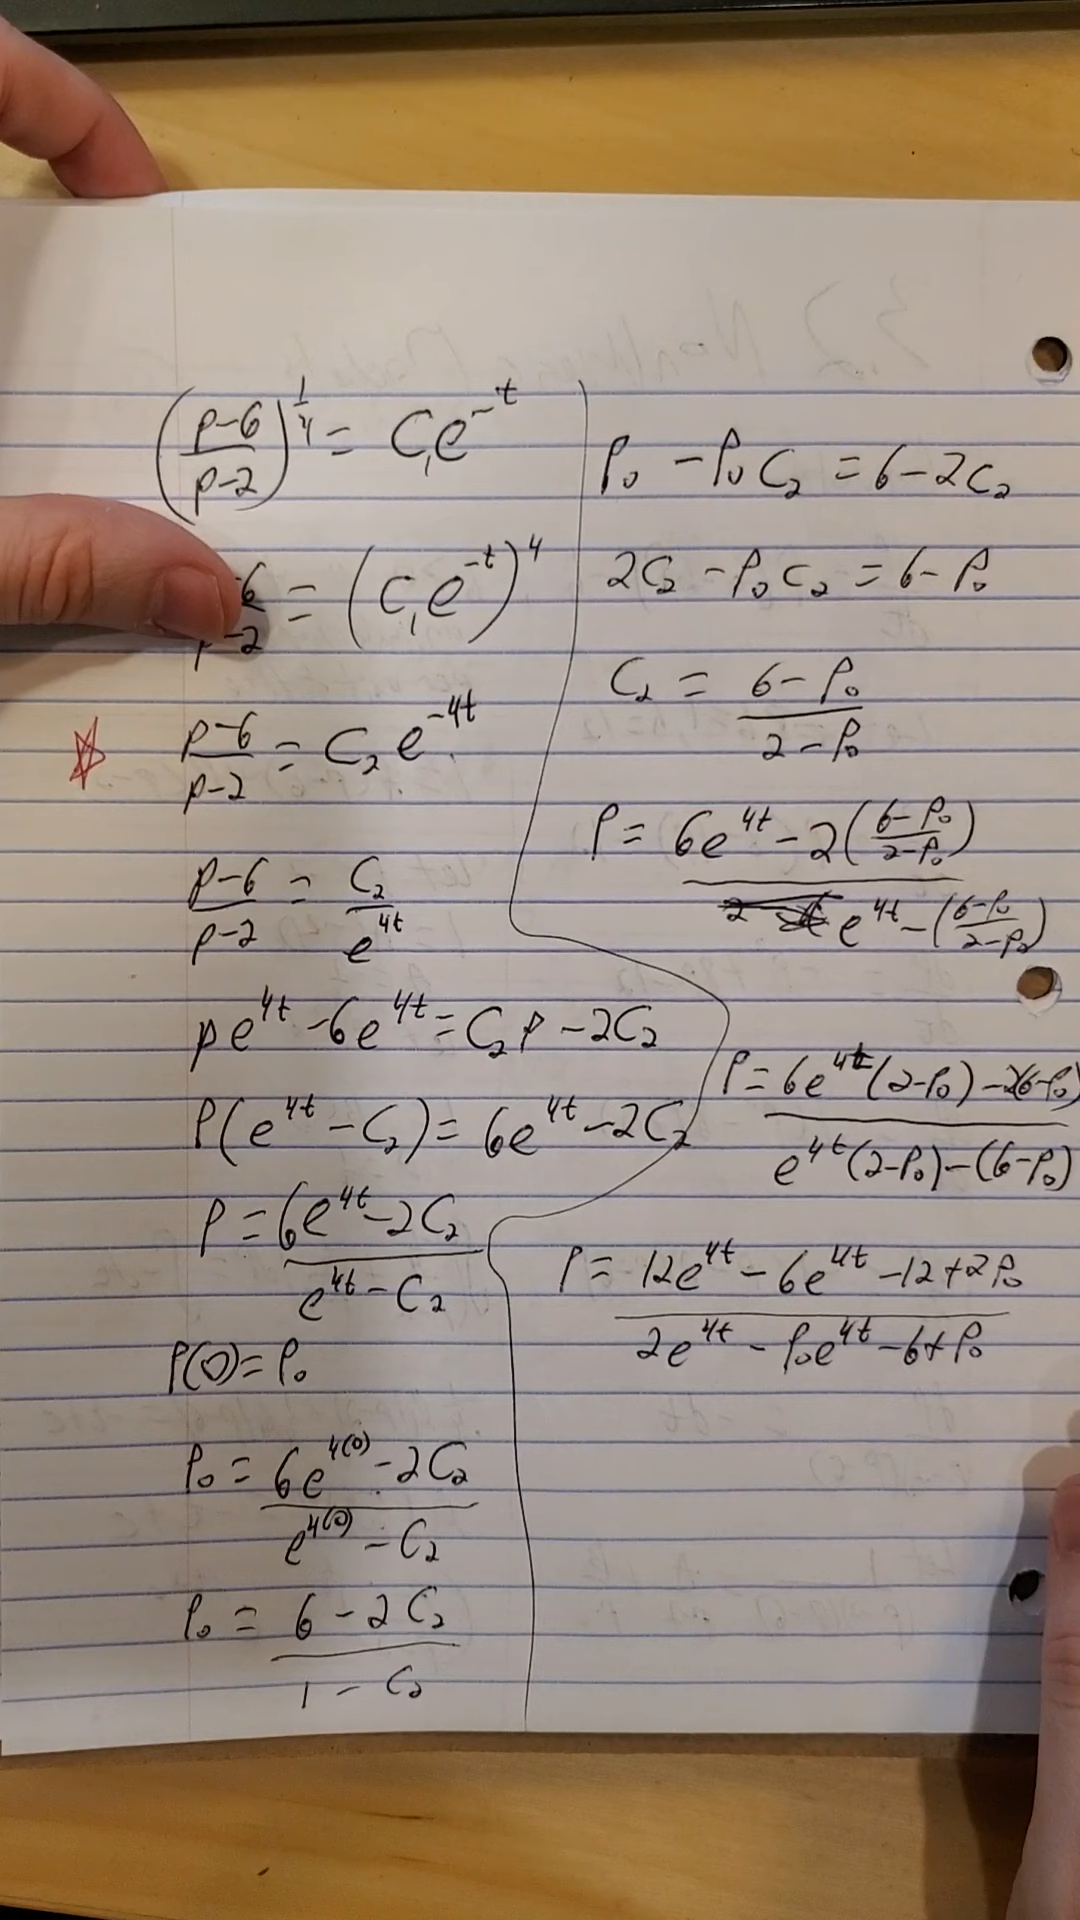 (p-6/p-2)^1/4 = C₁e^-t
-6/p-2 = (C₁e^-t)^4
p-6/p-2 = C₂e^-4t
p-6/p-2 = C₂/e^4t
pe^4t - 6e^4t = C₂p - 2C₂
P(e^4t - C₂) = 6e^4t - 2C₂
P = 6e^4t - 2C₂/e^4t - C₂
P(0) = P₀
P₀ = 6e^4(0) - 2C₂/e^4(0) - C₂
P₀ = 6 - 2C₂/1 - C₂
P₀ - P₀C₂ = 6 - 2C₂
2C₂ - P₀C₂ = 6 - P₀
C₂ = 6 - P₀/2 - P₀
P = 6e^4t - 2(6-P₀/2-P₀)/e^4t - (6-P₀/2-P₀)
P = 6e^4t(2-P₀) - 2(6-P₀)/e^4t(2-P₀) - (6-P₀)
P = 12e^4t - 6e^4t - 12 + 2P₀/2e^4t - P₀e^4t - 6 + P₀